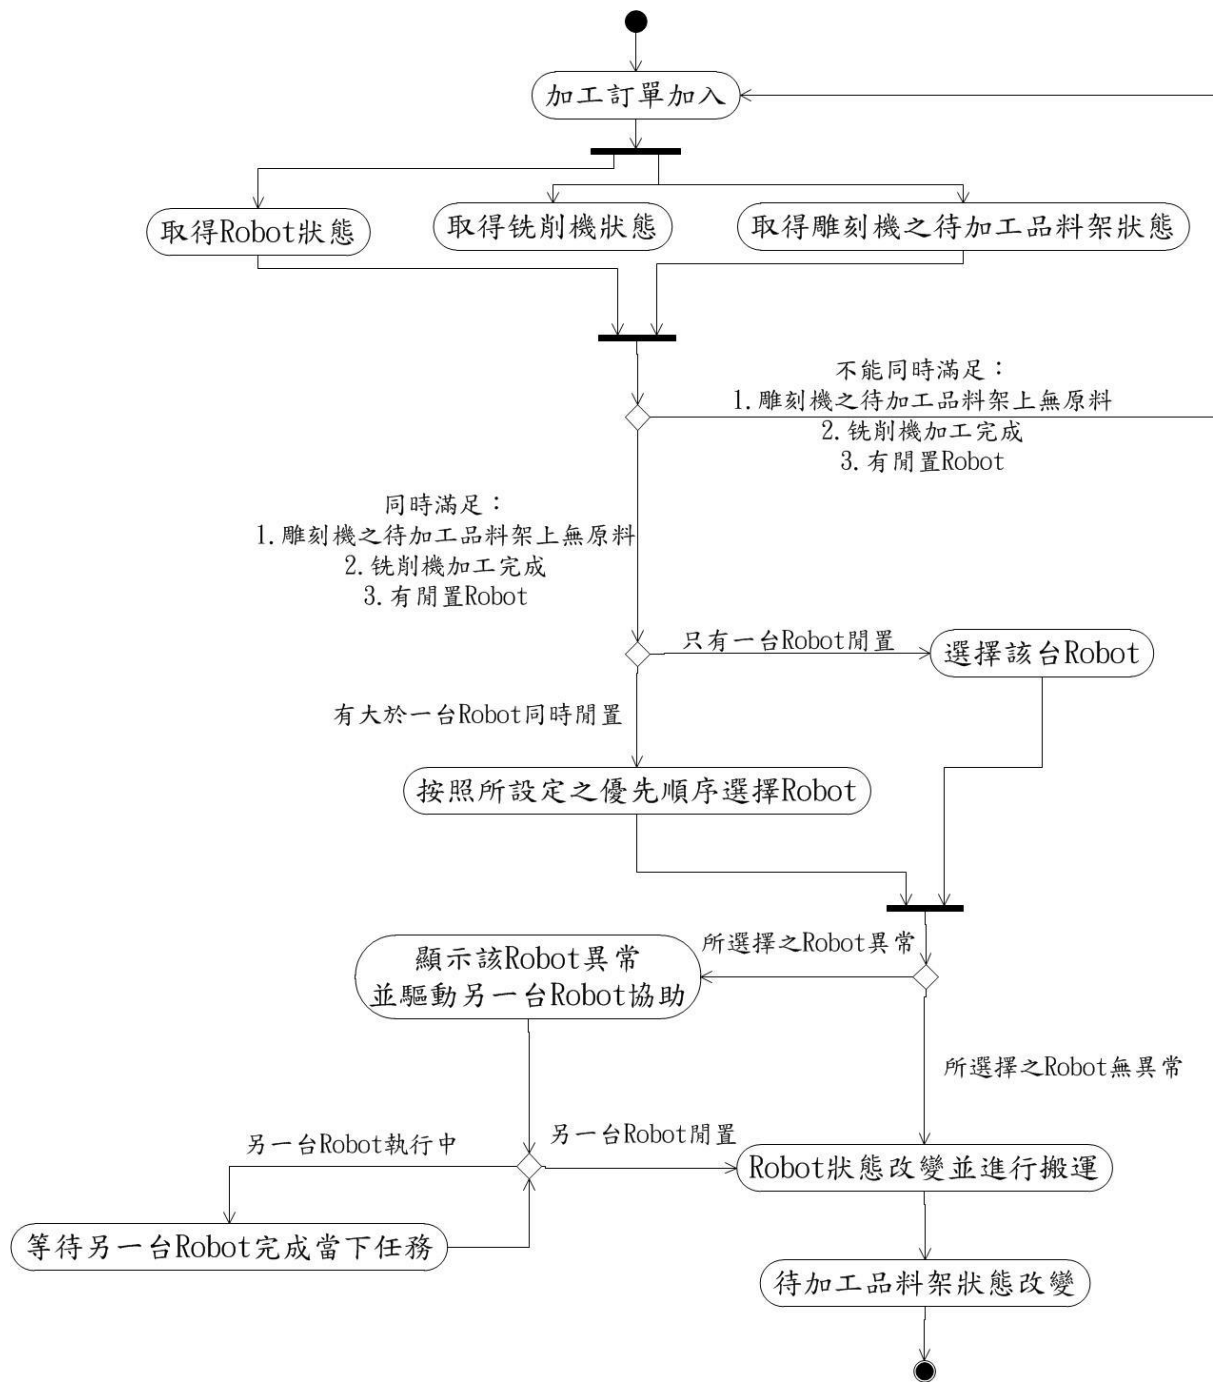 加工訂單加入
取得Robot狀態
取得铣削機狀態
取得雕刻機之待加工品料架狀態
不能同時滿足：
1.雕刻機之待加工品料架上無原料
2.铣削機加工完成
3.有閒置Robot
同時滿足：
1.雕刻機之待加工品料架上無原料
2.铣削機加工完成
3.有閒置Robot
只有一台Robot閒置
選擇該台Robot
有大於一台Robot同時閒置
按照所設定之優先順序選擇Robot
所選擇之Robot異常
顯示該Robot異常
並驅動另一台Robot協助
所選擇之Robot無異常
另一台Robot執行中
另一台Robot閒置
Robot狀態改變並進行搬運
等待另一台Robot完成當下任務
待加工品料架狀態改變